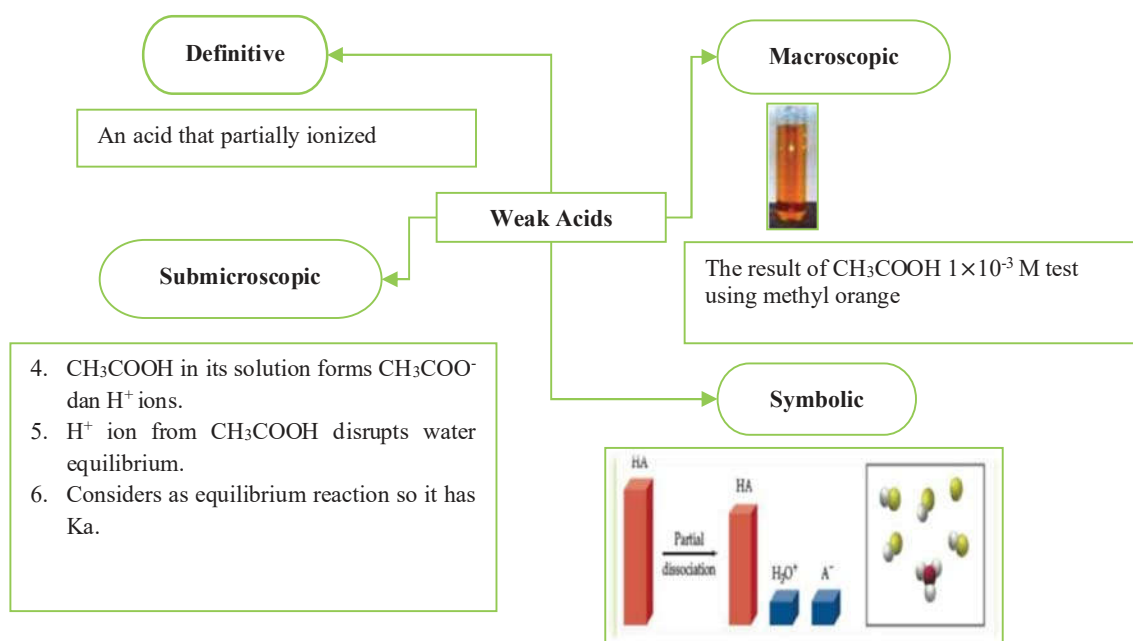 Definitive
An acid that partially ionized
Macroscopic
Weak Acids
The result of CH₃COOH 1×10⁻³ M test
using methyl orange
Submicroscopic
4. CH₃COOH in its solution forms CH₃COO⁻
dan H⁺ ions.
5. H⁺ ion from CH₃COOH disrupts water
equilibrium.
6. Considers as equilibrium reaction so it has
Ka.
Symbolic
HA
Partial
dissociation
HA
H₃O⁺
A⁻